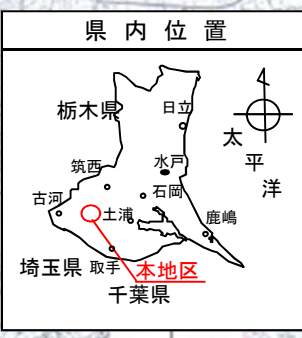 県内位置
栃木県
日立
太平洋
筑西
水戸
古河
石岡
土浦
鹿嶋
埼玉県
取手
本地区
千葉県